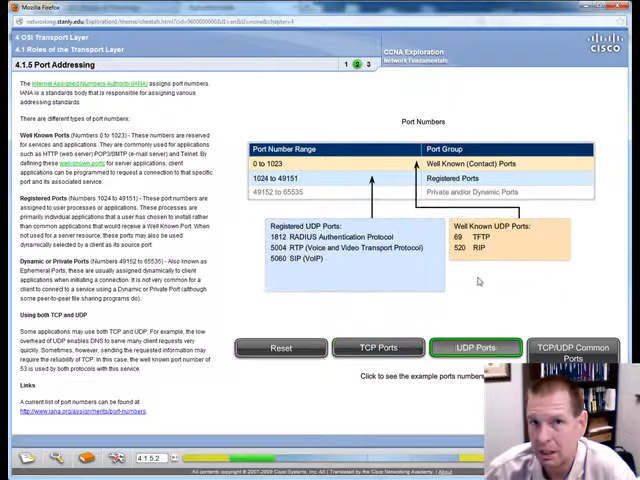 Mozilla Firefox
4 OSI Transport Layer
4.1 Roles of the Transport Layer
CCNA Exploration
Network Fundamentals
CISCO
4.1.5 Port Addressing
1 2 3
The Internet Assigned Numbers Authority (IANA) assigns port numbers.
IANA is a standards body that is responsible for assigning various
addressing standards
There are different types of port numbers:
Well Known Ports (Numbers 0 to 1023) - These numbers are reserved
for services and applications. They are commonly used for applications
such as HTTP (web server) POP3/SMTP (e-mail server) and Telnet. By
defining these well-known ports for server applications, client
applications can be programmed to request a connection to that specific
port and its associated service.
Registered Ports (Numbers 1024 to 49151) - These port numbers are
assigned to user processes or applications. These processes are
primarily individual applications that a user has chosen to install rather
than common applications that would receive a Well Known Port. When
not used for a server resource, these ports may also be used
dynamically selected by a client as its source port
Dynamic or Private Ports (Numbers 49152 to 65535) - Also known as
Ephemeral Ports, these are usually assigned dynamically to client
applications when initiating a connection. It is not very common for a
client to connect to a service using a Dynamic or Private Port (although
some peer-to-peer file sharing programs do).
Using both TCP and UDP
Some applications may use both TCP and UDP. For example, the low
overhead of UDP enables DNS to serve many client requests very
quickly. Sometimes, however, sending the requested information may
require the reliability of TCP. In this case, the well known port number of
53 is used by both protocols with this service.
Links
A current list of port numbers can be found at
http://www.iana.org/assignments/port-numbers.
Port Numbers
Port Number Range Port Group
0 to 1023 Well Known (Contact) Ports
1024 to 49151 Registered Ports
49152 to 65535 Private and/or Dynamic Ports
Registered UDP Ports:
1812 RADIUS Authentication Protocol
5004 RTP (Voice and Video Transport Protocol)
5060 SIP (VoIP)
Well Known UDP Ports:
69 TFTP
520 RIP
Reset
TCP Ports
UDP Ports
TCP/UDP Common
Ports
Click to see the example ports numbers
4.1.5.2
All contents copyright © 2007-2009 Cisco Systems, Inc. All | Translated by the Cisco Networking Academy. | About